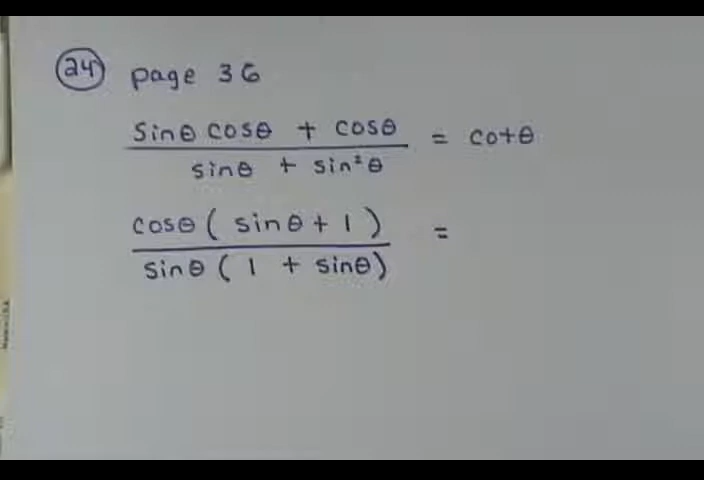 24 page 36
sinθ cosθ + cosθ
sinθ + sin²θ
= cotθ
cosθ ( sinθ + 1 )
sinθ ( 1 + sinθ)
=